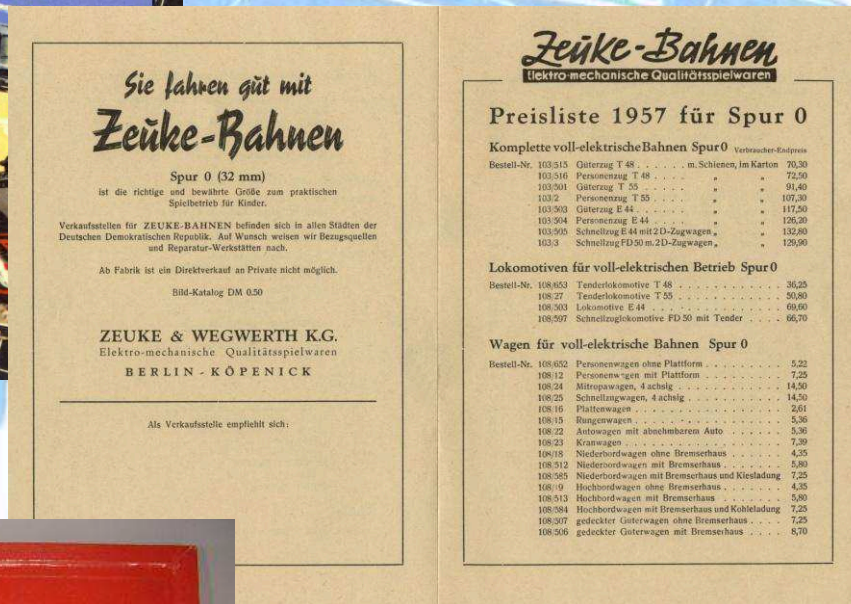 Sie fahren gut mit
Zeuke-Bahnen
Spur 0 (32 mm)
ist die richtige und bewährte Größe zum praktischen
Spielbetrieb für Kinder.
Verkaufsstellen für ZEUKE-BAHNEN befinden sich in allen Städten der
Deutschen Demokratischen Republik. Auf Wunsch weisen wir Bezugsquellen
und Reparatur-Werkstätten nach.
Ab Fabrik ist ein Direktverkauf an Private nicht möglich.
Bild-Katalog DM 0.50
ZEUKE & WEGWERTH K.G.
Elektro-mechanische Qualitätsspielwaren
BERLIN-KÖPENICK
Als Verkaufsstelle empfiehlt sich:
Zeuke-Bahnen
Elektro-mechanische Qualitätsspielwaren
Preisliste 1957 für Spur 0
Komplette voll-elektrische Bahnen Spur 0 Verbraucher-Endpreis
Bestell-Nr. 103/515 Güterzug T 48 . . . . . . m. Schienen, im Karton 70,30
103/516 Personenzug T 48 . . . . . " " 72,50
103/501 Güterzug T 55 . . . . . " " 91,40
103/2 Personenzug T 55 . . . . . " " 107,30
103/503 Güterzug E 44 . . . . . " " 117,50
103/504 Personenzug E 44 . . . . " " 126,20
103/505 Schnellzug E 44 mit 2 D-Zugwagen " " 132,80
103/3 Schnellzug FD 50 m. 2 D-Zugwagen " " 129,90
Lokomotiven für voll-elektrischen Betrieb Spur 0
Bestell-Nr. 108/653 Tenderlokomotive T 48 . . . . . . . . . . . . 36,25
108/27 Tenderlokomotive T 55 . . . . . . . . . . . . 50,80
108/503 Lokomotive E 44 . . . . . . . . . . . . . . 69,60
108/597 Schnellzuglokomotive FD 50 mit Tender . . . . 66,70
Wagen für voll-elektrische Bahnen Spur 0
Bestell-Nr. 108/652 Personenwagen ohne Plattform . . . . . . . . . 5,22
108/12 Personenwagen mit Plattform . . . . . . . . . 7,25
108/24 Mitropawagen, 4 achsig . . . . . . . . . . . . 14,50
108/25 Schnellzugwagen, 4 achsig . . . . . . . . . . . 14,50
108/16 Plattenwagen . . . . . . . . . . . . . . . . 2,61
108/15 Rungenwagen . . . . . . . . . . . . . . . . 5,36
108/22 Autowagen mit abnehmbarem Auto . . . . . . . 5,36
108/23 Kranwagen . . . . . . . . . . . . . . . . . 7,39
108/18 Niederbordwagen ohne Bremserhaus . . . . . . . 4,35
108/512 Niederbordwagen mit Bremserhaus . . . . . . . 5,80
108/585 Niederbordwagen mit Bremserhaus und Kiesladung 7,25
108/19 Hochbordwagen ohne Bremserhaus . . . . . . . . 4,35
108/513 Hochbordwagen mit Bremserhaus . . . . . . . . 5,80
108/584 Hochbordwagen mit Bremserhaus und Kohleladung 7,25
108/507 gedeckter Güterwagen ohne Bremserhaus . . . . 7,25
108/506 gedeckter Güterwagen mit Bremserhaus . . . . . 8,70